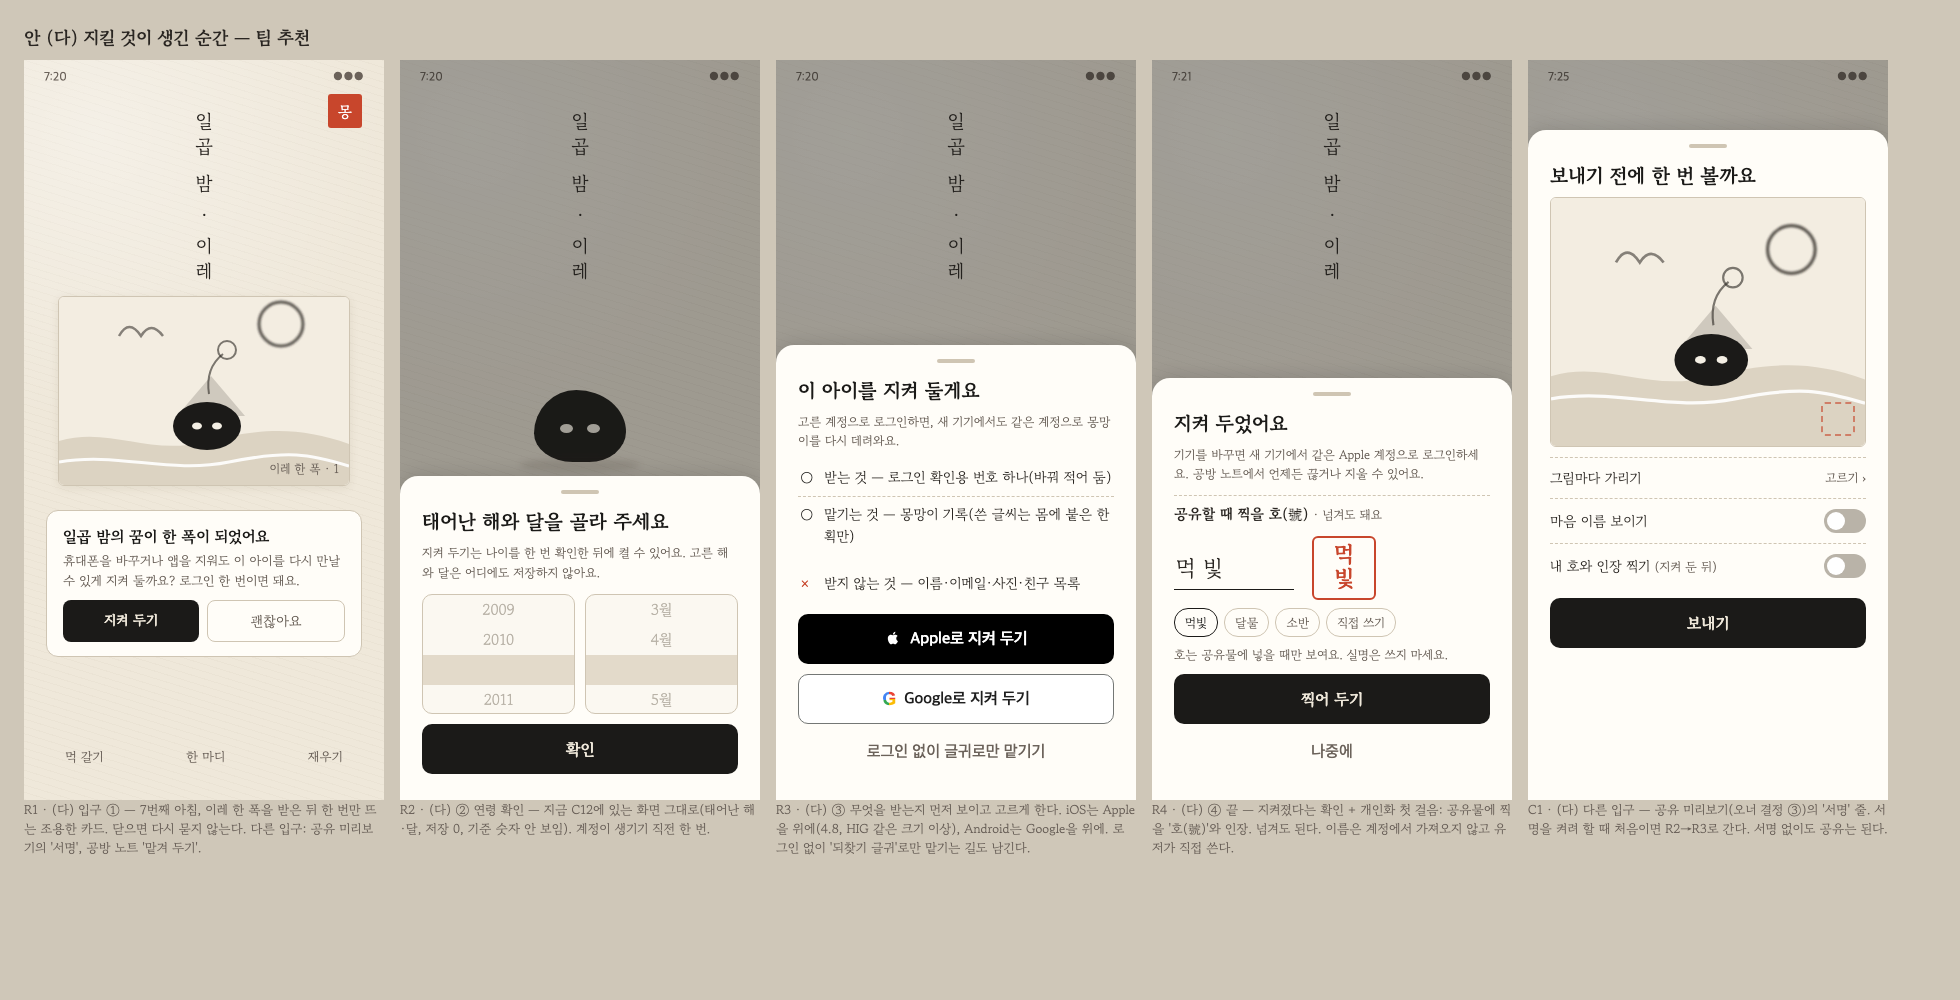 안 (다) 지킬 것이 생긴 순간 — 팀 추천
7:20
몽
일
곱
밤
·
이
레
이레 한 폭 · 1
일곱 밤의 꿈이 한 폭이 되었어요
휴대폰을 바꾸거나 앱을 지워도 이 아이를 다시 만날
수 있게 지켜 둘까요? 로그인 한 번이면 돼요.
지켜 두기
괜찮아요
먹 갈기
한 마디
재우기
R1 · (다) 입구 ① — 7번째 아침, 이레 한 폭을 받은 뒤 한 번만 뜨
는 조용한 카드. 닫으면 다시 묻지 않는다. 다른 입구: 공유 미리보
기의 '서명', 공방 노트 '맡겨 두기'.
7:20
일
곱
밤
·
이
레
태어난 해와 달을 골라 주세요
지켜 두기는 나이를 한 번 확인한 뒤에 켤 수 있어요. 고른 해
와 달은 어디에도 저장하지 않아요.
2009
2010
2011
3월
4월
5월
확인
R2 · (다) ② 연령 확인 — 지금 C12에 있는 화면 그대로(태어난 해
·달, 저장 0, 기준 숫자 안 보임). 계정이 생기기 직전 한 번.
7:20
일
곱
밤
·
이
레
이 아이를 지켜 둘게요
고른 계정으로 로그인하면, 새 기기에서도 같은 계정으로 몽망
이를 다시 데려와요.
○ 받는 것 — 로그인 확인용 번호 하나(바꿔 적어 둠)
○ 맡기는 것 — 몽망이 기록(쓴 글씨는 몸에 붙은 한
획만)
× 받지 않는 것 — 이름·이메일·사진·친구 목록
Apple로 지켜 두기
Google로 지켜 두기
로그인 없이 글귀로만 맡기기
R3 · (다) ③ 무엇을 받는지 먼저 보이고 고르게 한다. iOS는 Apple
을 위에(4.8, HIG 같은 크기 이상), Android는 Google을 위에. 로
그인 없이 '되찾기 글귀'로만 맡기는 길도 남긴다.
7:21
일
곱
밤
·
이
레
지켜 두었어요
기기를 바꾸면 새 기기에서 같은 Apple 계정으로 로그인하세
요. 공방 노트에서 언제든 끊거나 지울 수 있어요.
공유할 때 찍을 호(號) · 넘겨도 돼요
먹 빛
먹
빛
먹빛
달물
소반
직접 쓰기
호는 공유물에 넣을 때만 보여요. 실명은 쓰지 마세요.
찍어 두기
나중에
R4 · (다) ④ 끝 — 지켜졌다는 확인 + 개인화 첫 걸음: 공유물에 찍
을 '호(號)'와 인장. 넘겨도 된다. 이름은 계정에서 가져오지 않고 유
저가 직접 쓴다.
7:25
보내기 전에 한 번 볼까요
그림마다 가리기
고르기 ›
마음 이름 보이기
내 호와 인장 찍기 (지켜 둔 뒤)
보내기
C1 · (다) 다른 입구 — 공유 미리보기(오너 결정 ③)의 '서명' 줄. 서
명을 켜려 할 때 처음이면 R2→R3로 간다. 서명 없이도 공유는 된다.